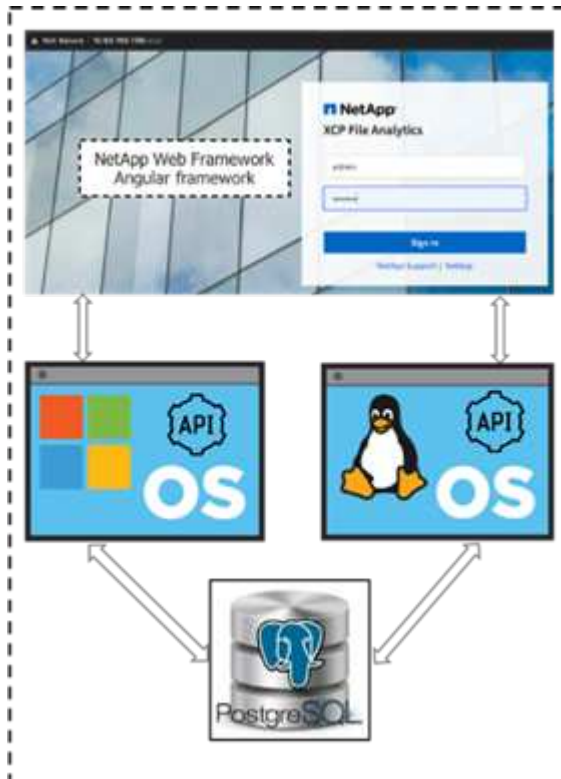 NetApp
XCP File Analytics
NetApp Web Framework
Angular framework
Sign In
API
OS
API
OS
PostgreSQL